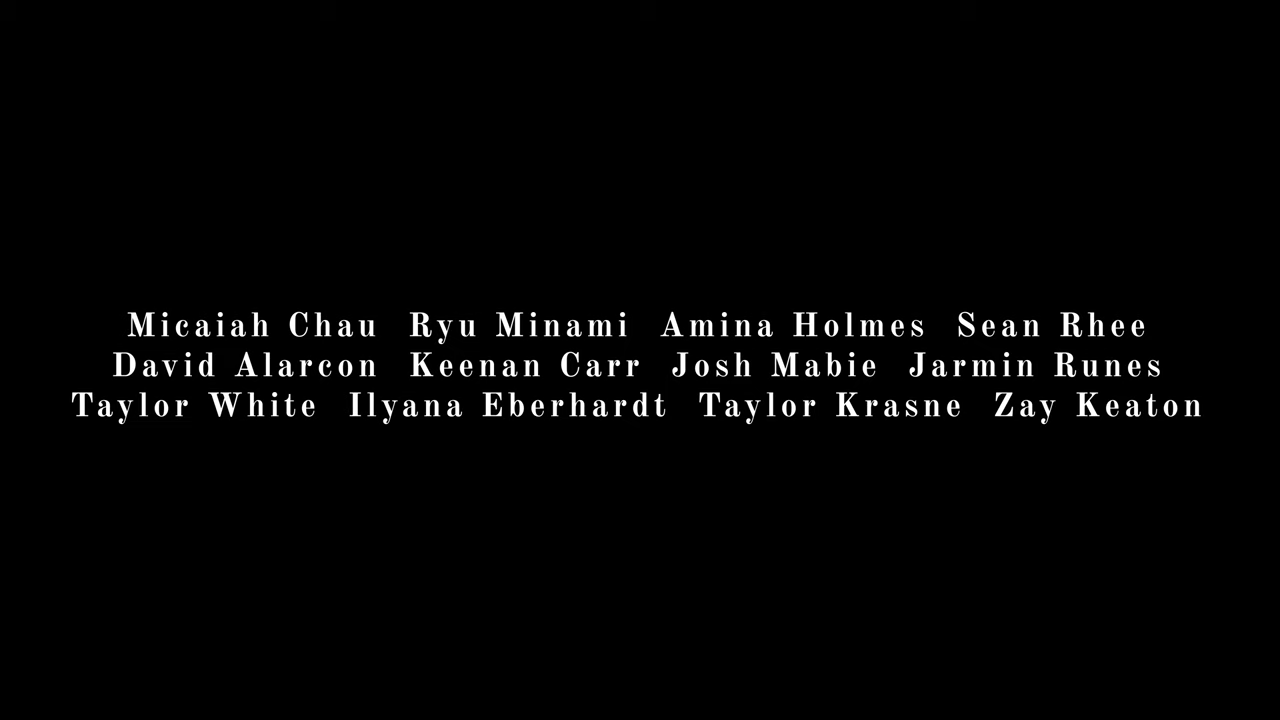 Micaiah Chau Ryu Minami Amina Holmes Sean Rhee
David Alarcon Keenan Carr Josh Mabie Jarmin Runes
Taylor White Ilyana Eberhardt Taylor Krasne Zay Keaton